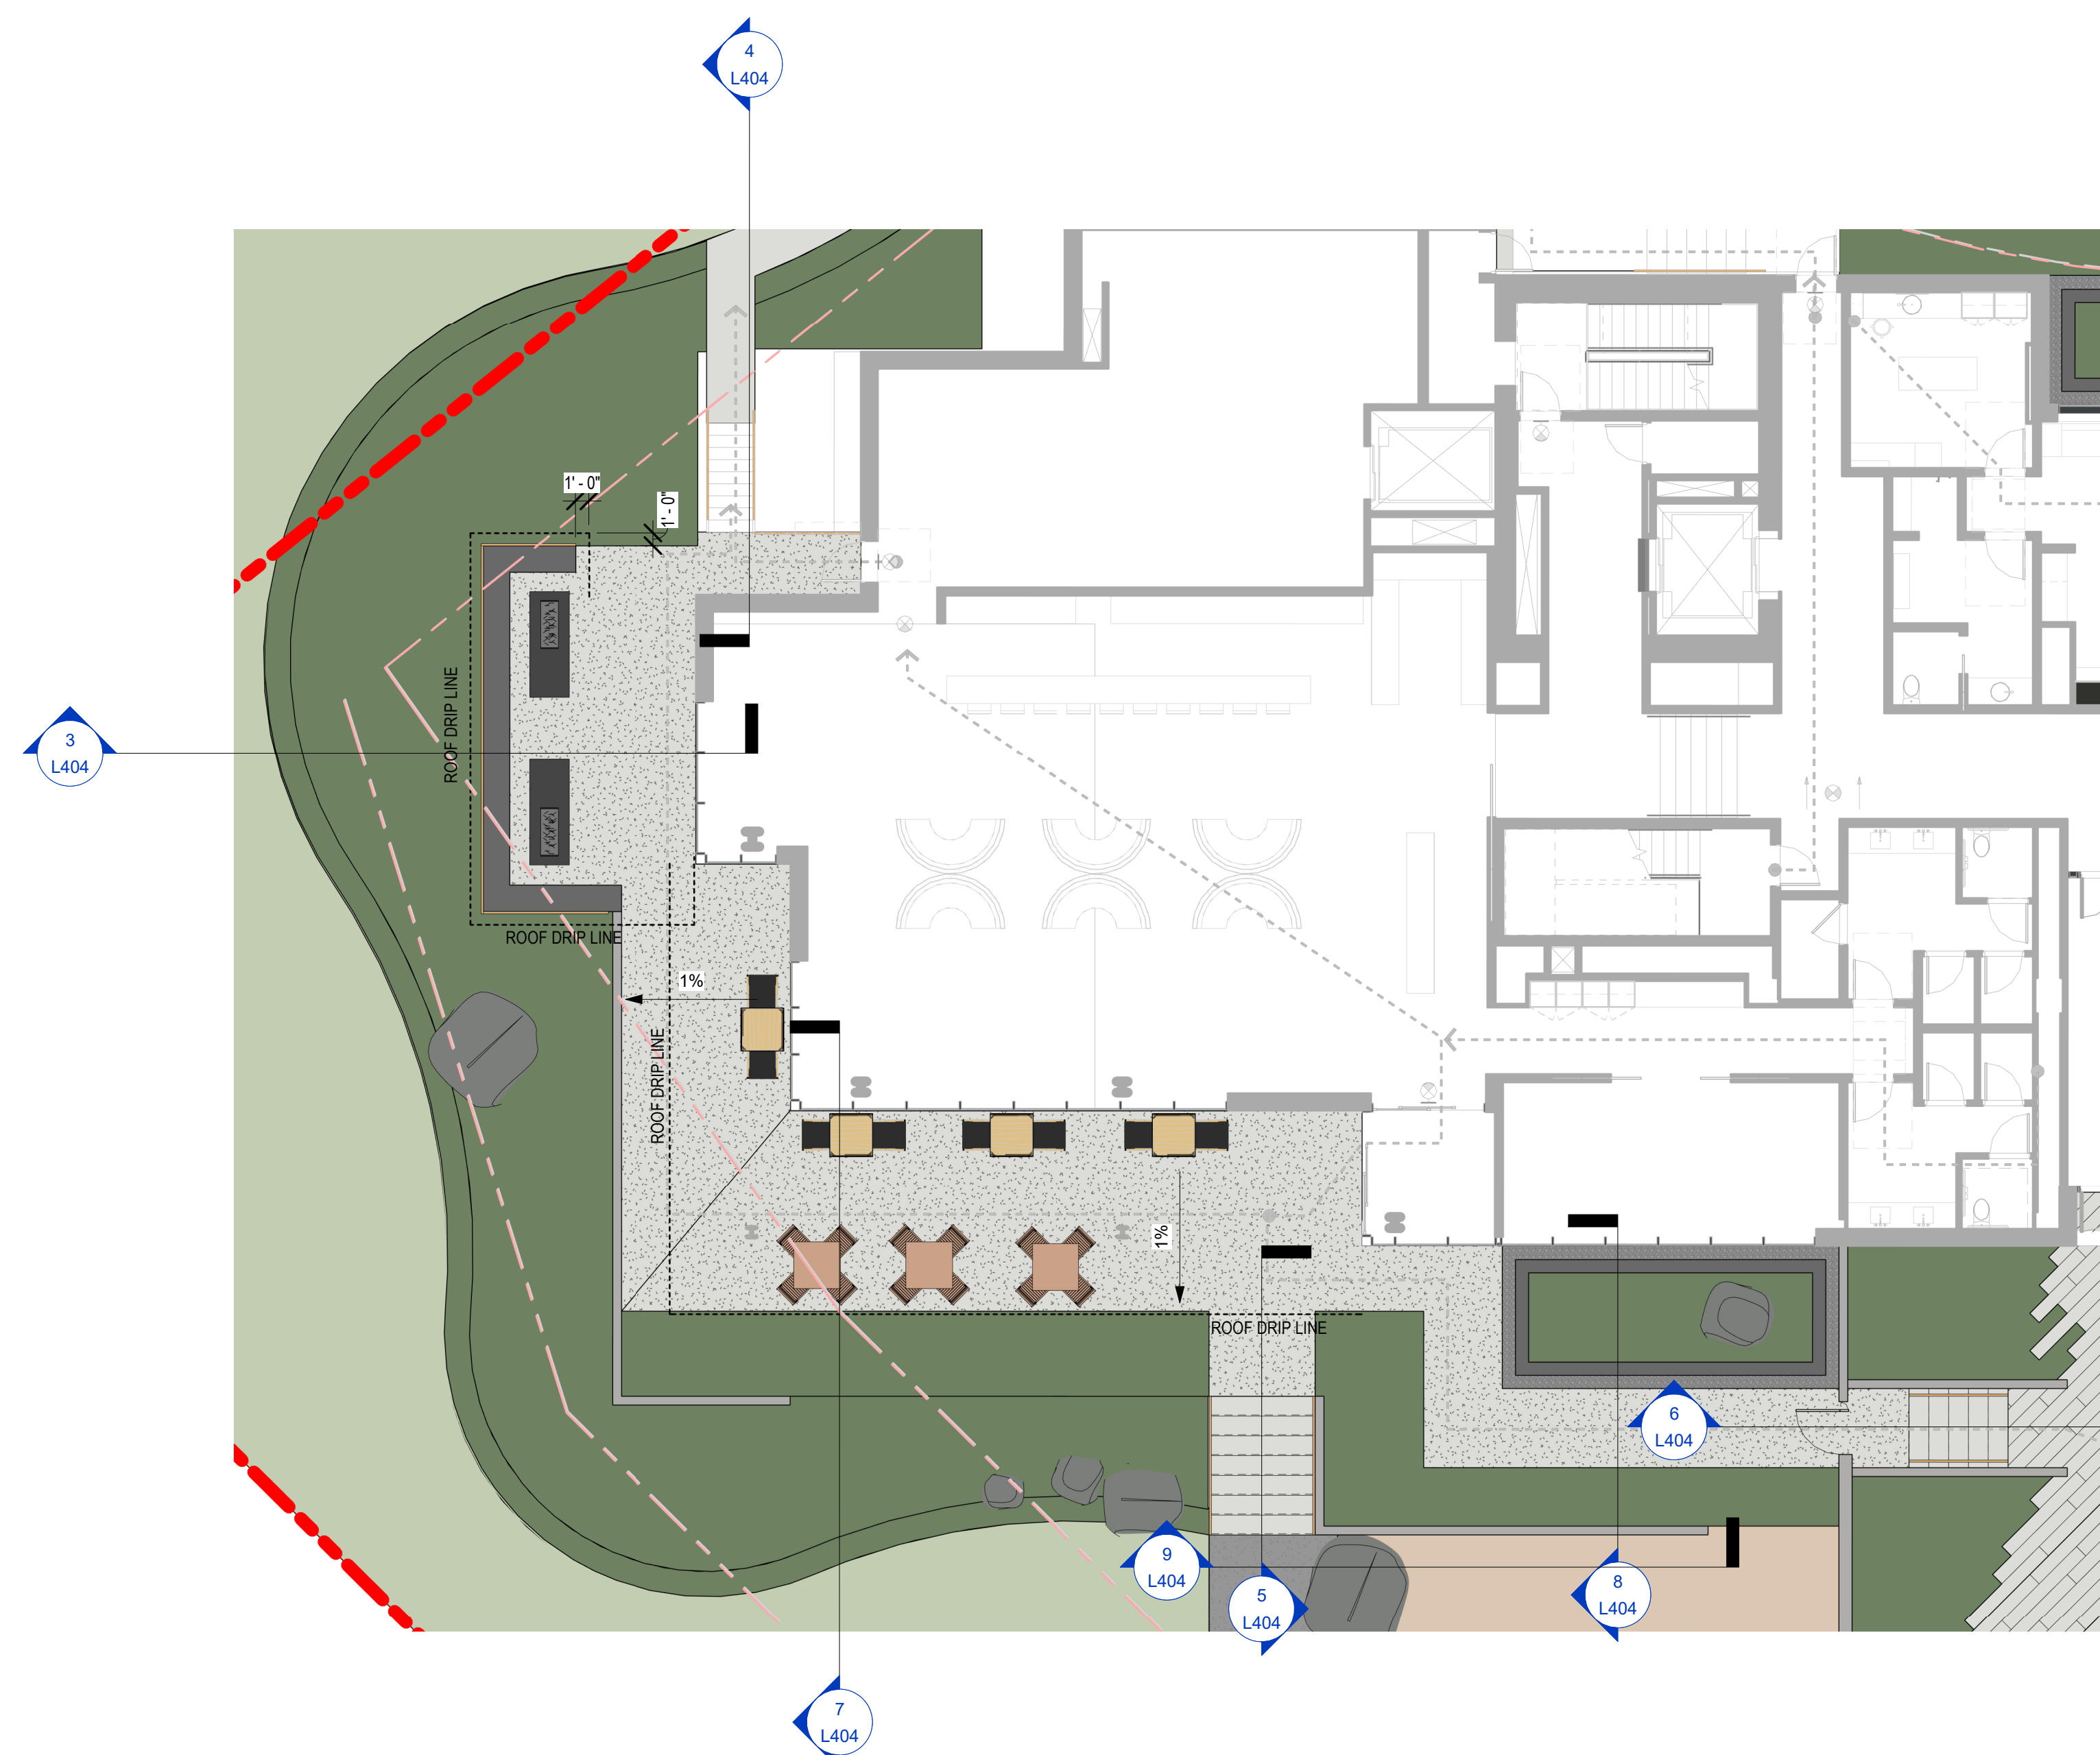 4
L404
1' - 0"
1' - 0"
ROOF DRIP LINE
3
L404
ROOF DRIP LINE
1%
ROOF DRIP LINE
1%
ROOF DRIP LINE
6
L404
9
L404
5
L404
8
L404
7
L404